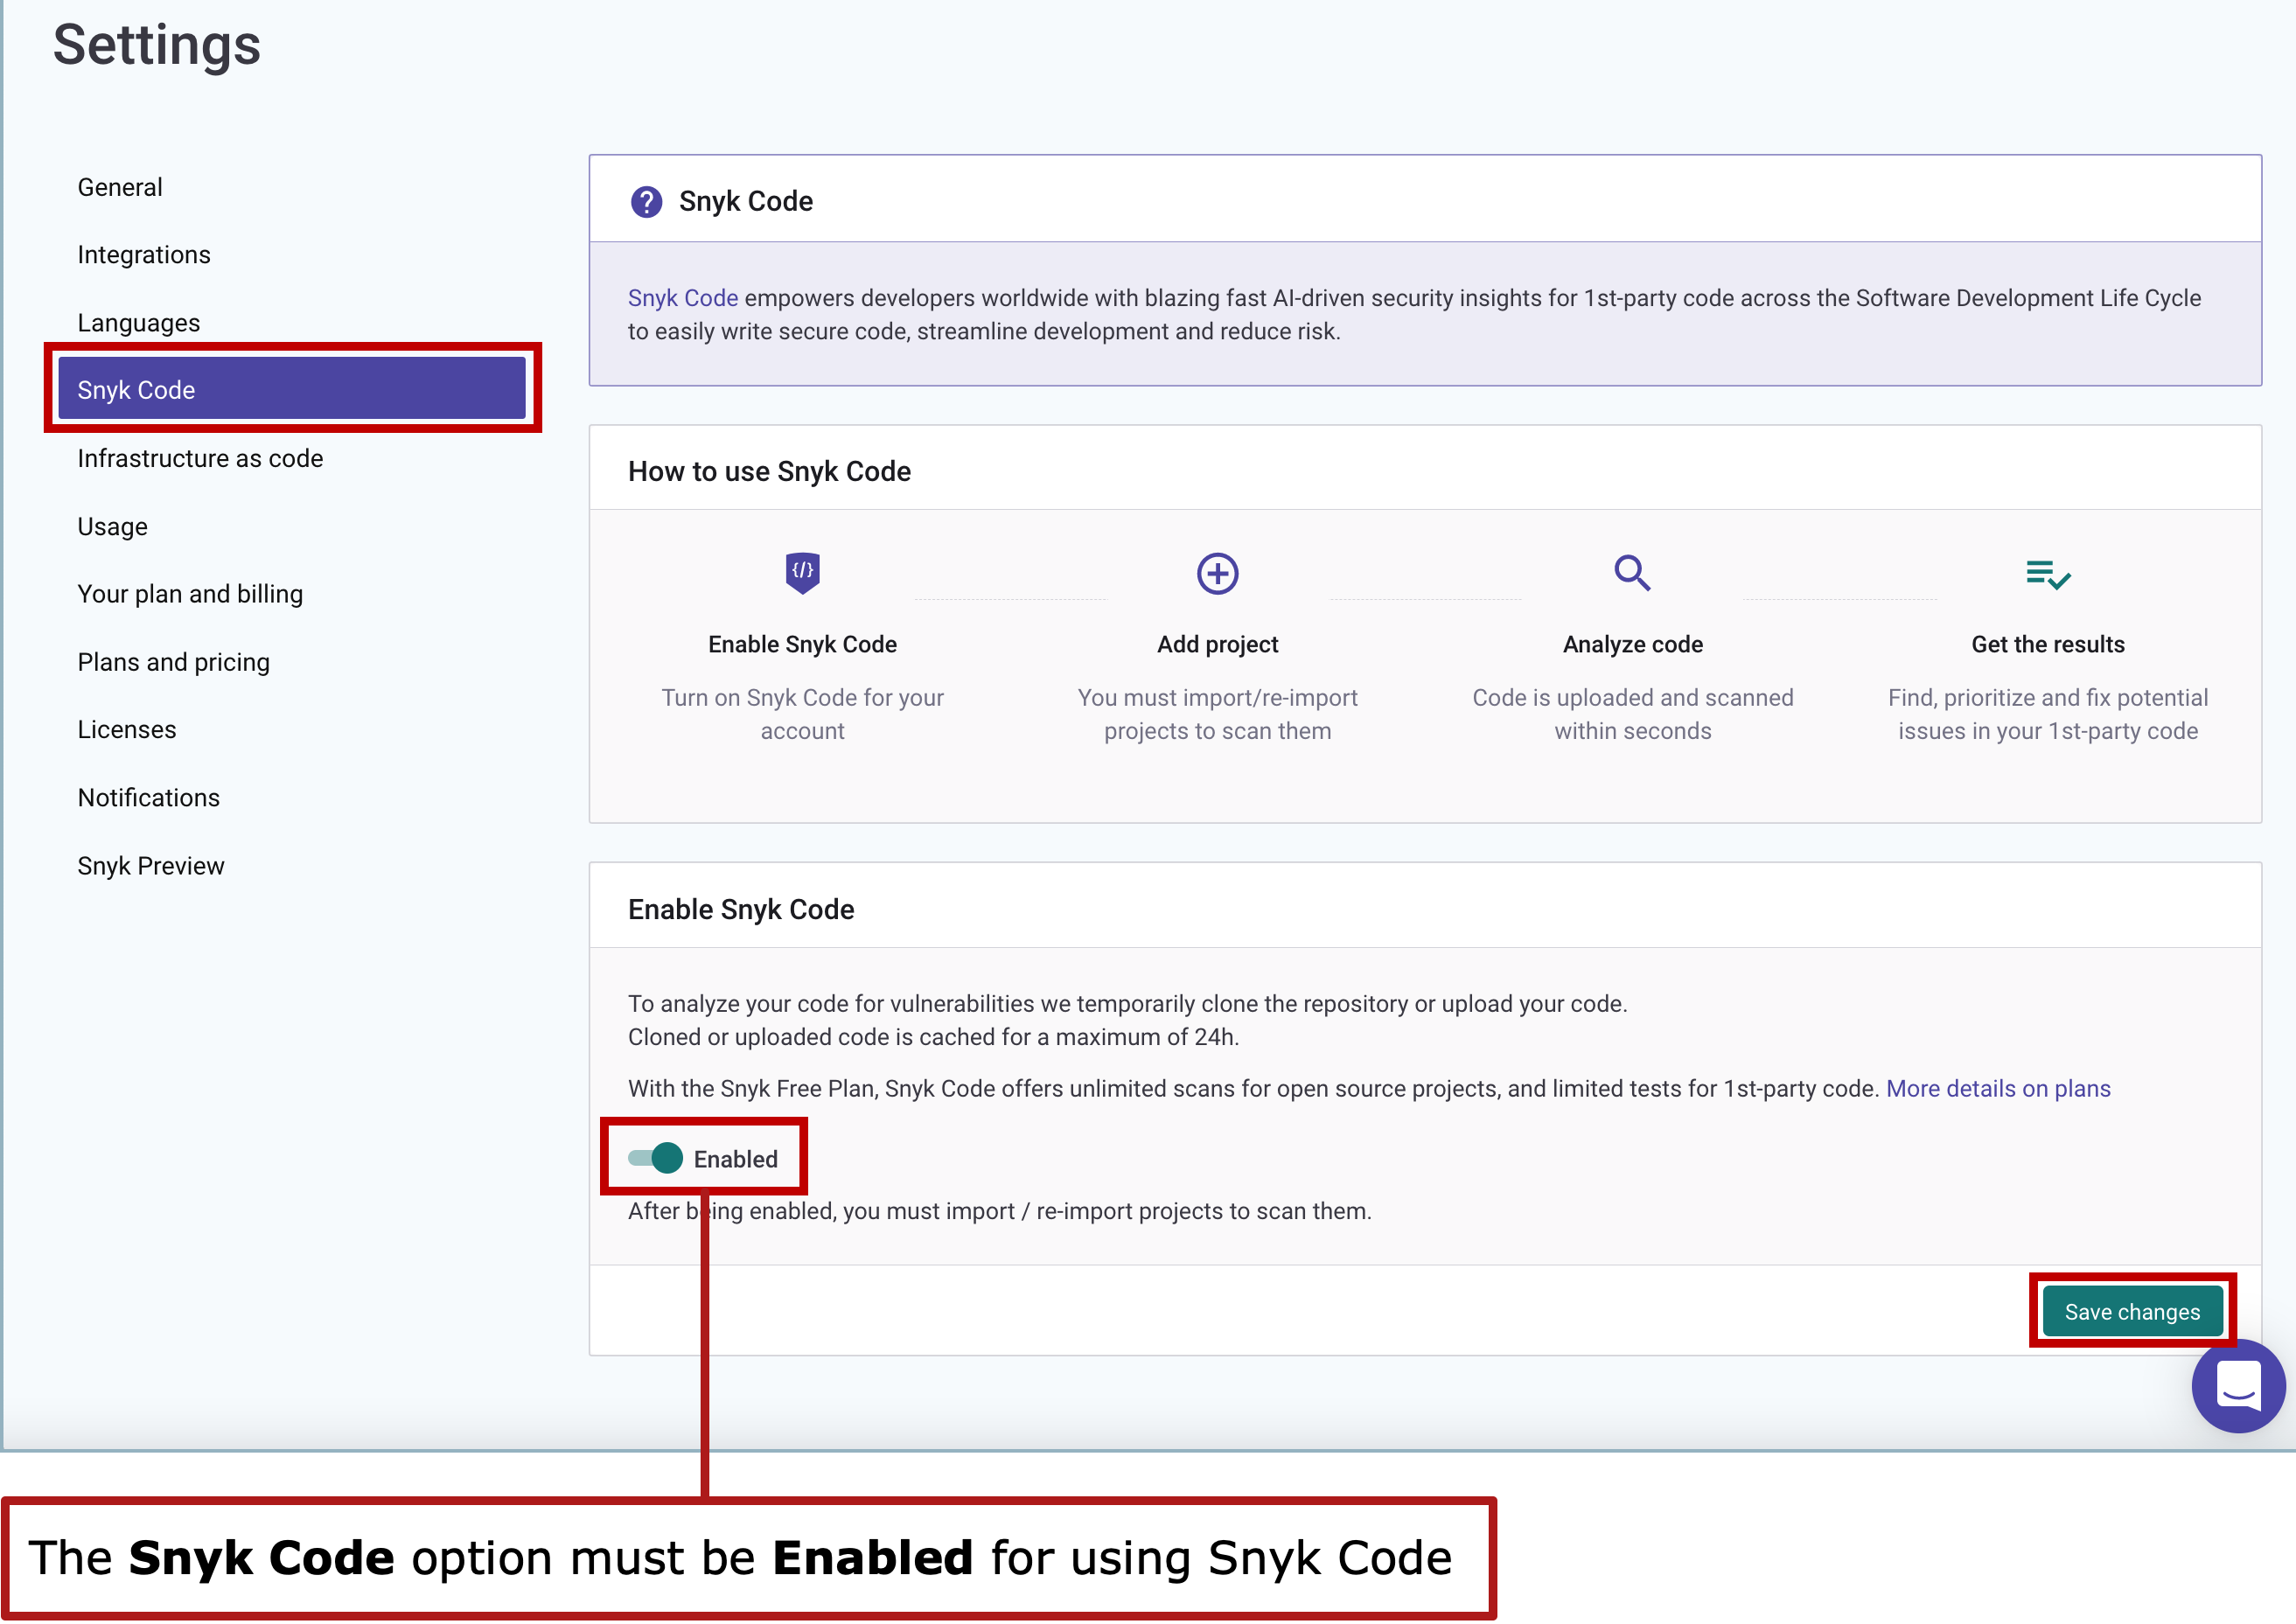 Settings
General
Integrations
Languages
Snyk Code
Infrastructure as code
Usage
Your plan and billing
Plans and pricing
Licenses
Notifications
Snyk Preview
Snyk Code
Snyk Code empowers developers worldwide with blazing fast AI-driven security insights for 1st-party code across the Software Development Life Cycle
to easily write secure code, streamline development and reduce risk.
How to use Snyk Code
{/}
Enable Snyk Code
Turn on Snyk Code for your
account
Add project
You must import/re-import
projects to scan them
Analyze code
Code is uploaded and scanned
within seconds
Get the results
Find, prioritize and fix potential
issues in your 1st-party code
Enable Snyk Code
To analyze your code for vulnerabilities we temporarily clone the repository or upload your code.
Cloned or uploaded code is cached for a maximum of 24h.
With the Snyk Free Plan, Snyk Code offers unlimited scans for open source projects, and limited tests for 1st-party code. More details on plans
Enabled
After being enabled, you must import / re-import projects to scan them.
Save changes
The Snyk Code option must be Enabled for using Snyk Code